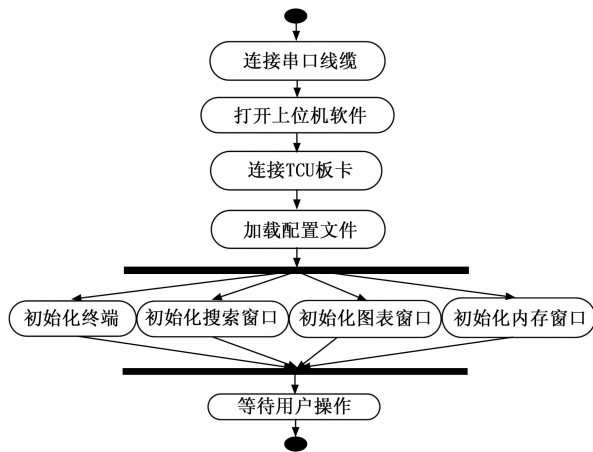 连接串口线缆
打开上位机软件
连接TCU板卡
加载配置文件
初始化终端
初始化搜索窗口
初始化图表窗口
初始化内存窗口
等待用户操作